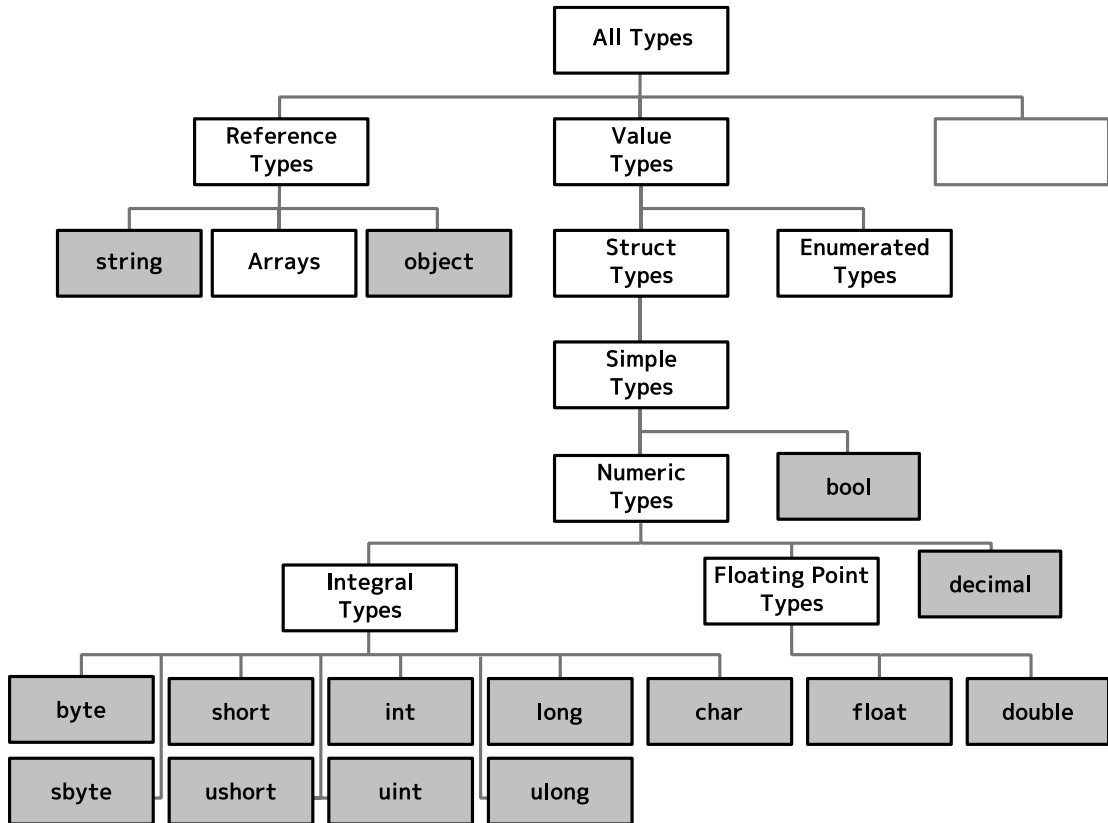 All Types
Reference
Types
Value
Types
string
Arrays
object
Struct
Types
Enumerated
Types
Simple
Types
Numeric
Types
bool
Integral
Types
Floating Point
Types
decimal
byte
short
int
long
char
float
double
sbyte
ushort
uint
ulong